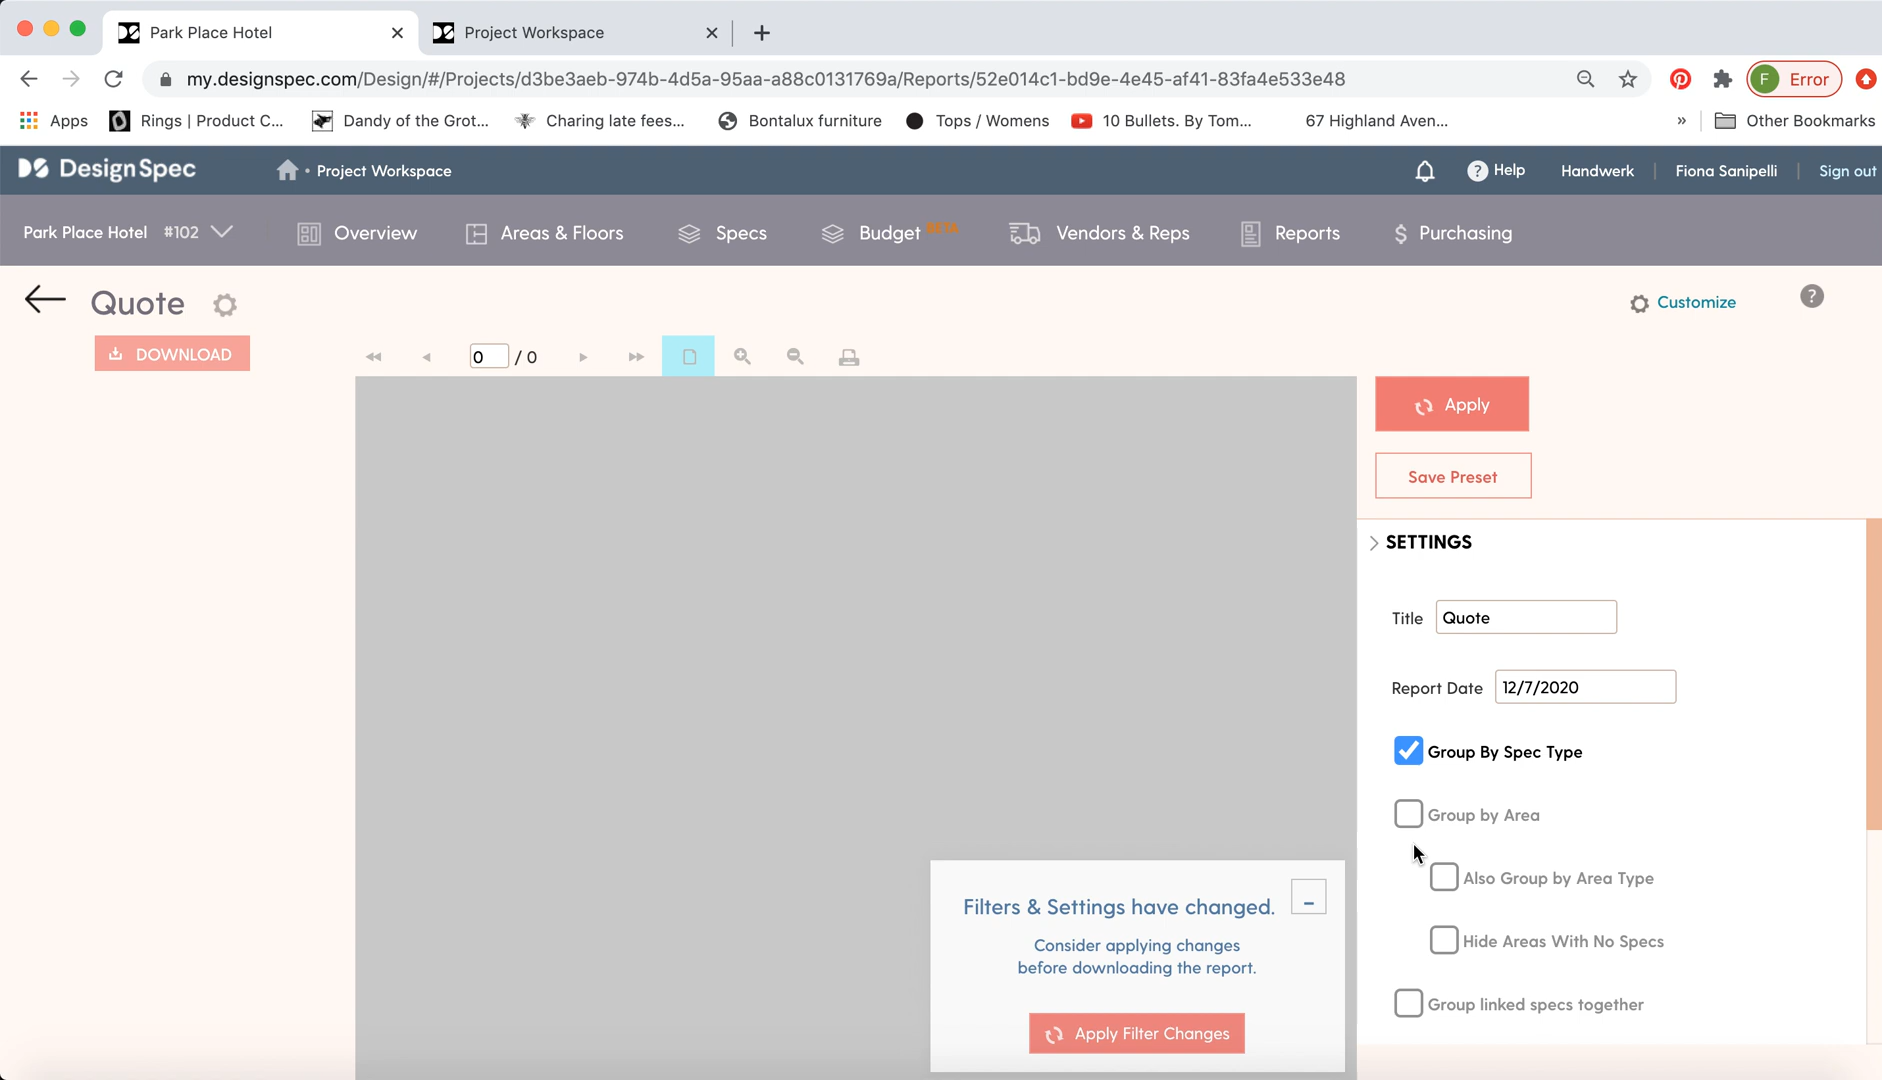 Park Place Hotel
Project Workspace
my.designspec.com/Design/#/Projects/d3be3aeb-974b-4d5a-95aa-a88c0131769a/Reports/52e014c1-bd9e-4e45-af41-83fa4e533e48
F Error
Apps
Rings | Product C...
Dandy of the Grot...
Charing late fees...
Bontalux furniture
Tops / Womens
10 Bullets. By Tom...
67 Highland Aven...
»
Other Bookmarks
DesignSpec
• Project Workspace
? Help
Handwerk
Fiona Sanipelli
Sign out
Park Place Hotel #102
Overview
Areas & Floors
Specs
Budget BETA
Vendors & Reps
Reports
$ Purchasing
Quote
Customize
?
DOWNLOAD
0 / 0
Apply
Save Preset
SETTINGS
Title Quote
Report Date 12/7/2020
Group By Spec Type
Group by Area
Also Group by Area Type
Hide Areas With No Specs
Group linked specs together
Filters & Settings have changed.
Consider applying changes
before downloading the report.
Apply Filter Changes